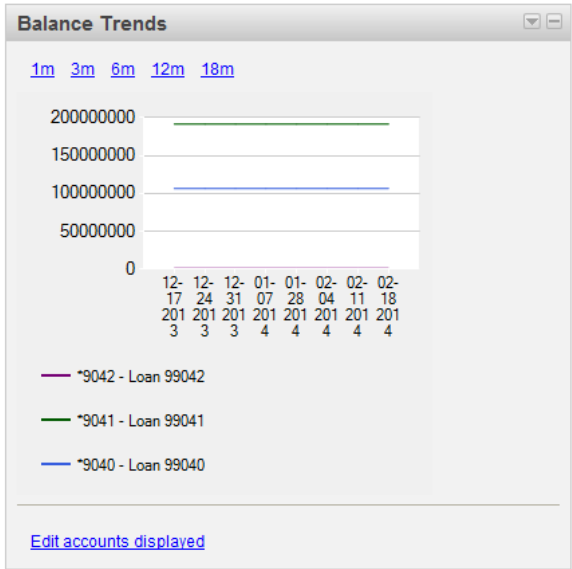 Balance Trends
1m 3m 6m 12m 18m
200000000
150000000
100000000
50000000
0
12- 12- 12- 01- 01- 02- 02- 02-
17 24 31 07 28 04 11 18
201 201 201 201 201 201 201 201
3 3 3 4 4 4 4 4
*9042 - Loan 99042
*9041 - Loan 99041
*9040 - Loan 99040
Edit accounts displayed